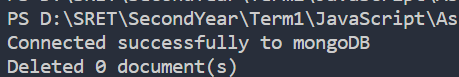 PS D:\SRET\SecondYear\Term1\JavaScript\As
Connected successfully to mongoDB
Deleted 0 document(s)